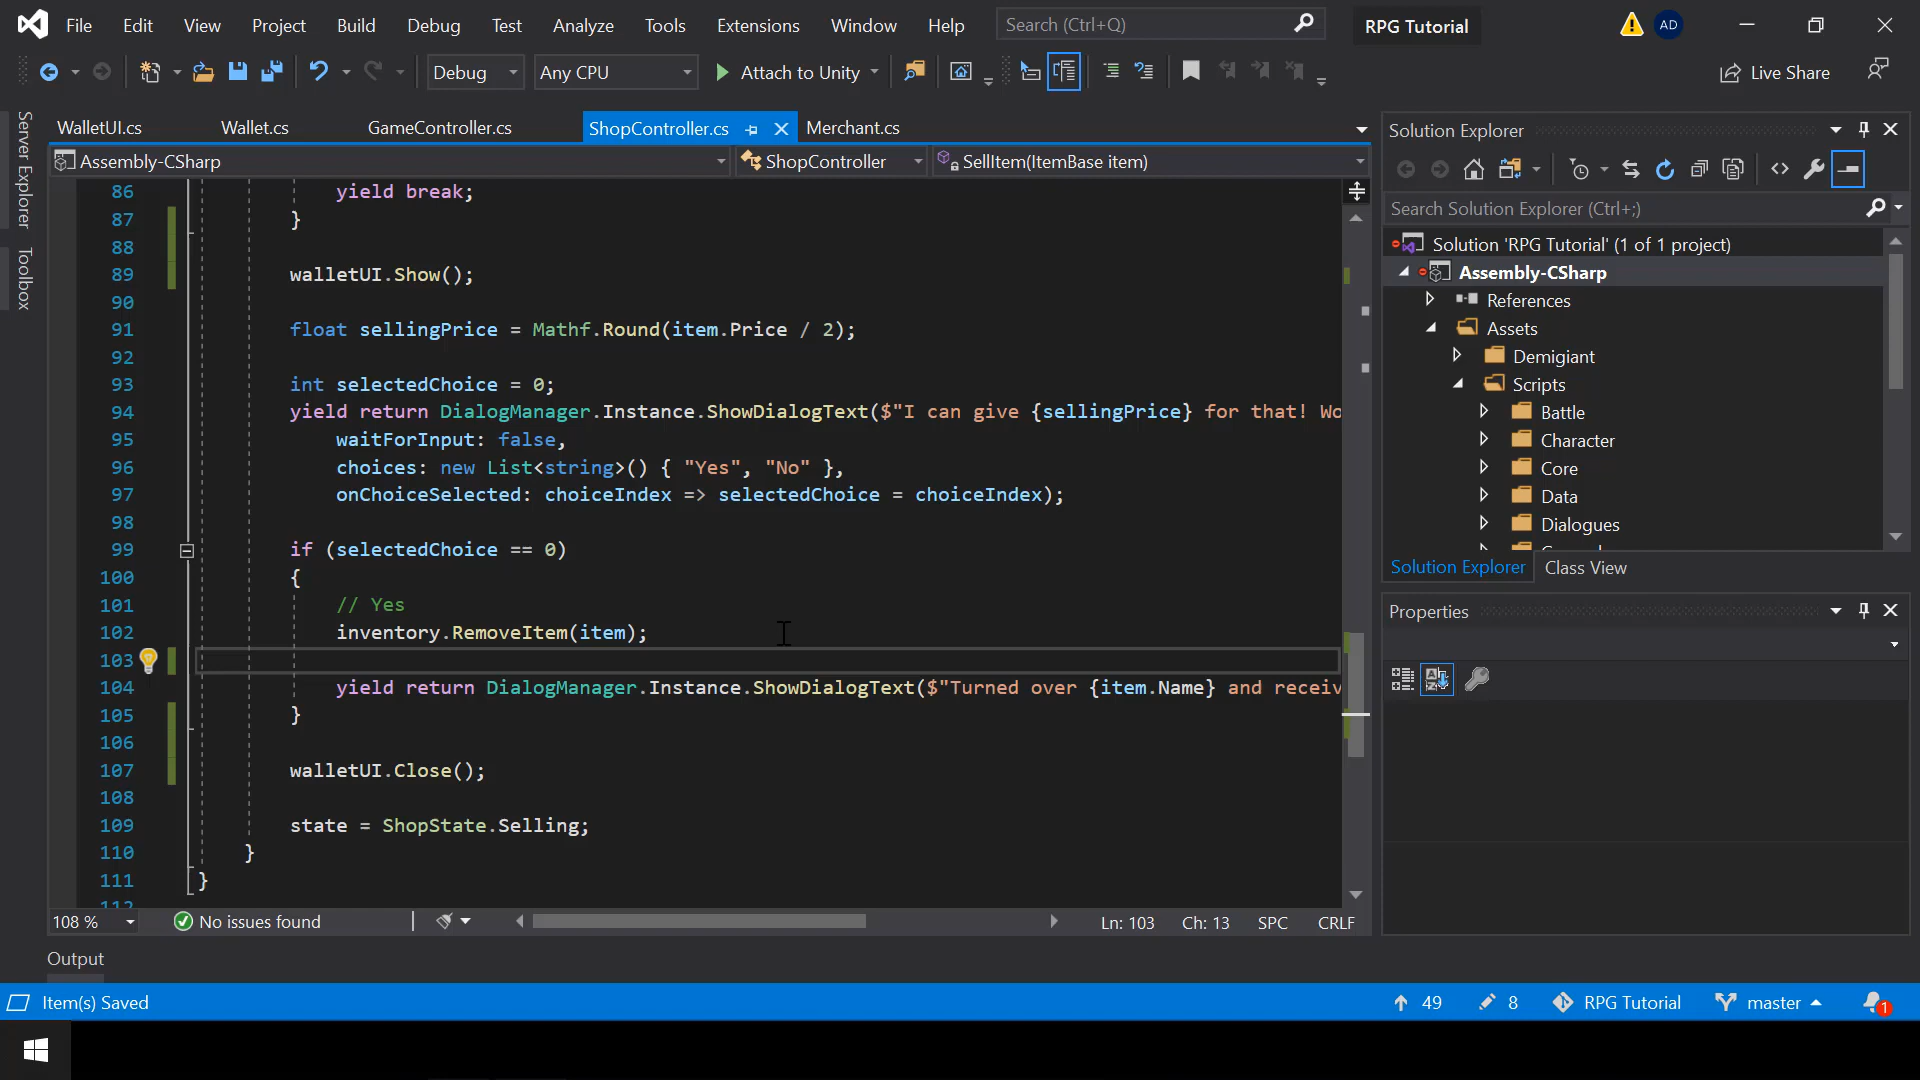 File Edit View Project Build Debug Test Analyze Tools Extensions Window Help Search (Ctrl+Q) RPG Tutorial AD
Debug Any CPU Attach to Unity Live Share
Server Explorer
Toolbox
WalletUI.cs Wallet.cs GameController.cs ShopController.cs Merchant.cs
Assembly-CSharp ShopController SellItem(ItemBase item)
86 yield break;
87 }
88
89 walletUI.Show();
90
91 float sellingPrice = Mathf.Round(item.Price / 2);
92
93 int selectedChoice = 0;
94 yield return DialogManager.Instance.ShowDialogText($"I can give {sellingPrice} for that! Wo
95 waitForInput: false,
96 choices: new List<string>() { "Yes", "No" },
97 onChoiceSelected: choiceIndex => selectedChoice = choiceIndex);
98
99 if (selectedChoice == 0)
100 {
101 // Yes
102 inventory.RemoveItem(item);
103
104 yield return DialogManager.Instance.ShowDialogText($"Turned over {item.Name} and receiv
105 }
106
107 walletUI.Close();
108
109 state = ShopState.Selling;
110 }
111 }
108 % No issues found Ln: 103 Ch: 13 SPC CRLF
Output
Solution Explorer
Search Solution Explorer (Ctrl+;)
Solution 'RPG Tutorial' (1 of 1 project)
Assembly-CSharp
References
Assets
Demigiant
Scripts
Battle
Character
Core
Data
Dialogues
Solution Explorer Class View
Properties
Item(s) Saved 49 8 RPG Tutorial master 1